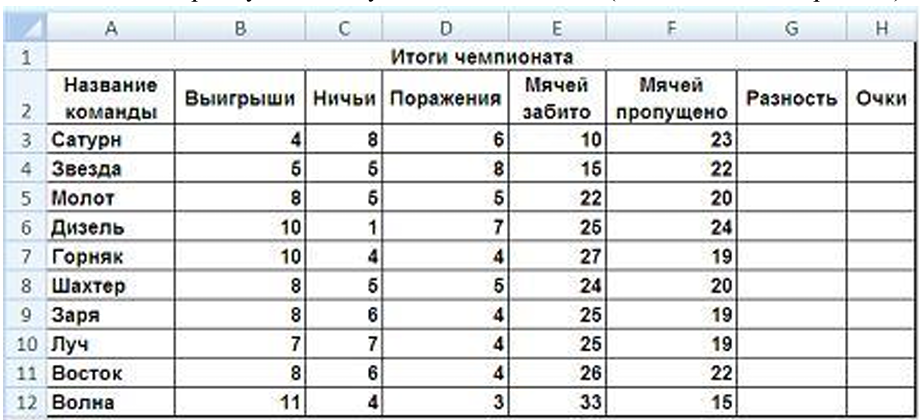 A B C D E F G H
1 Итоги чемпионата
2 Название команды Выигрыши Ничьи Поражения Мячей забито Мячей пропущено Разность Очки
3 Сатурн 4 8 6 10 23
4 Звезда 5 5 8 15 22
5 Молот 8 5 5 22 20
6 Дизель 10 1 7 25 24
7 Горняк 10 4 4 27 19
8 Шахтер 8 5 5 24 20
9 Заря 8 6 4 25 19
10 Луч 7 7 4 25 19
11 Восток 8 6 4 26 22
12 Волна 11 4 3 33 15